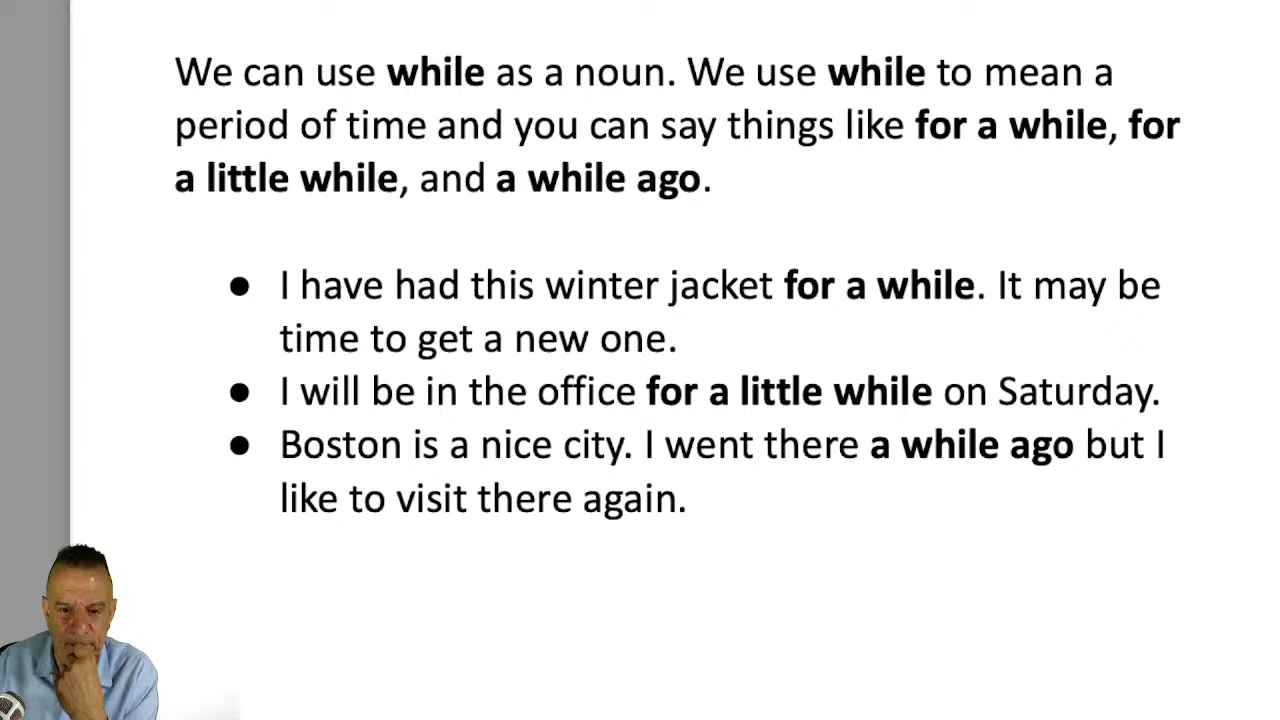 We can use while as a noun. We use while to mean a
period of time and you can say things like for a while, for
a little while, and a while ago.
● I have had this winter jacket for a while. It may be
time to get a new one.
● I will be in the office for a little while on Saturday.
● Boston is a nice city. I went there a while ago but I
like to visit there again.